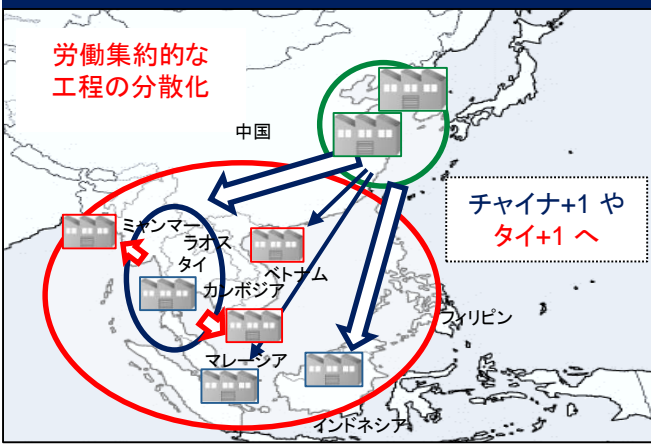 労働集約的な
工程の分散化
中国
チャイナ+1 や
タイ+1 へ
ミャンマー
ラオス
タイ
ベトナム
カンボジア
フィリピン
マレーシア
インドネシア